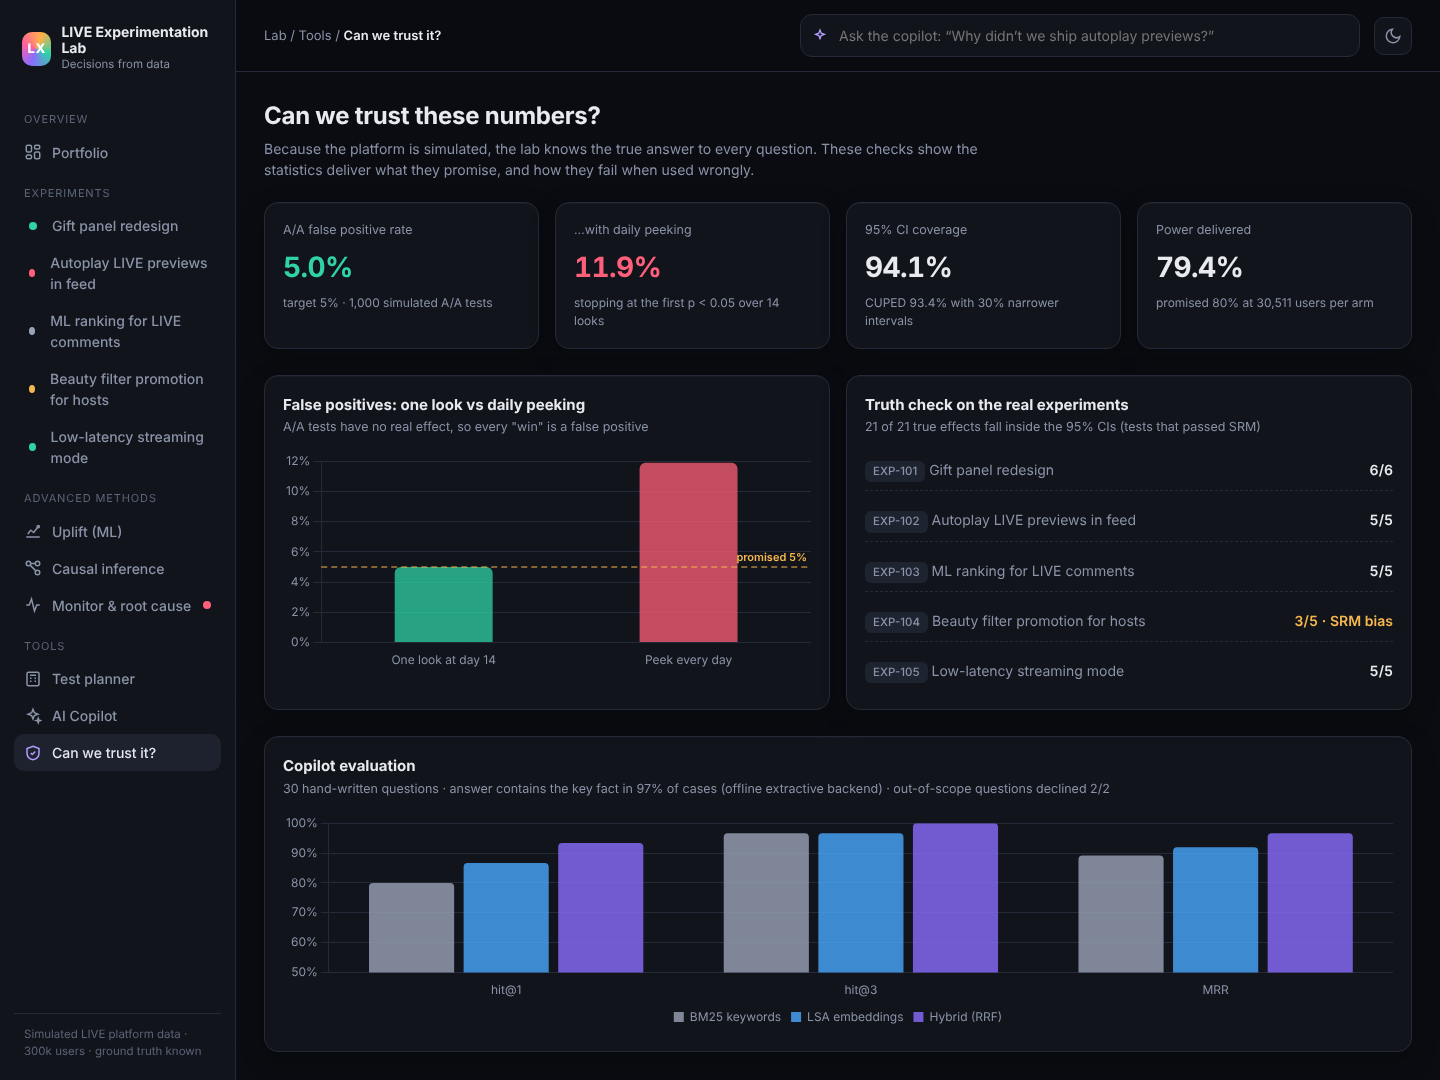 LX
LIVE Experimentation
Lab
Decisions from data
OVERVIEW
Portfolio
EXPERIMENTS
Gift panel redesign
Autoplay LIVE previews
in feed
ML ranking for LIVE
comments
Beauty filter promotion
for hosts
Low-latency streaming
mode
ADVANCED METHODS
Uplift (ML)
Causal inference
Monitor & root cause
TOOLS
Test planner
AI Copilot
Can we trust it?
Simulated LIVE platform data ·
300k users · ground truth known
Lab / Tools / Can we trust it?
Ask the copilot: “Why didn’t we ship autoplay previews?”
Can we trust these numbers?
Because the platform is simulated, the lab knows the true answer to every question. These checks show the
statistics deliver what they promise, and how they fail when used wrongly.
A/A false positive rate
5.0%
target 5% · 1,000 simulated A/A tests
...with daily peeking
11.9%
stopping at the first p < 0.05 over 14
looks
95% CI coverage
94.1%
CUPED 93.4% with 30% narrower
intervals
Power delivered
79.4%
promised 80% at 30,511 users per arm
False positives: one look vs daily peeking
A/A tests have no real effect, so every "win" is a false positive
12%
10%
8%
6%
4%
2%
0%
promised 5%
One look at day 14
Peek every day
Truth check on the real experiments
21 of 21 true effects fall inside the 95% CIs (tests that passed SRM)
EXP-101 Gift panel redesign 6/6
EXP-102 Autoplay LIVE previews in feed 5/5
EXP-103 ML ranking for LIVE comments 5/5
EXP-104 Beauty filter promotion for hosts 3/5 · SRM bias
EXP-105 Low-latency streaming mode 5/5
Copilot evaluation
30 hand-written questions · answer contains the key fact in 97% of cases (offline extractive backend) · out-of-scope questions declined 2/2
100%
90%
80%
70%
60%
50%
hit@1
hit@3
MRR
BM25 keywords
LSA embeddings
Hybrid (RRF)